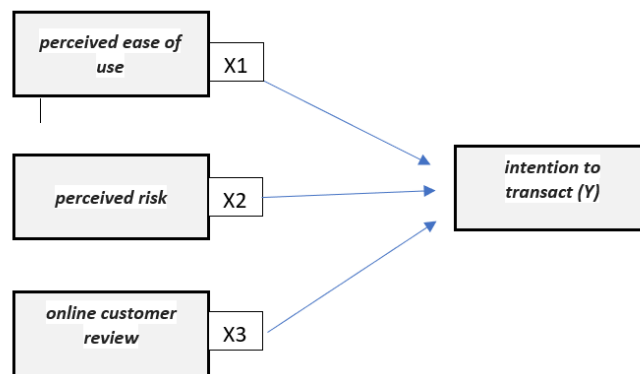 perceived ease of
use
X1
intention to
transact (Y)
perceived risk
X2
online customer
review
X3